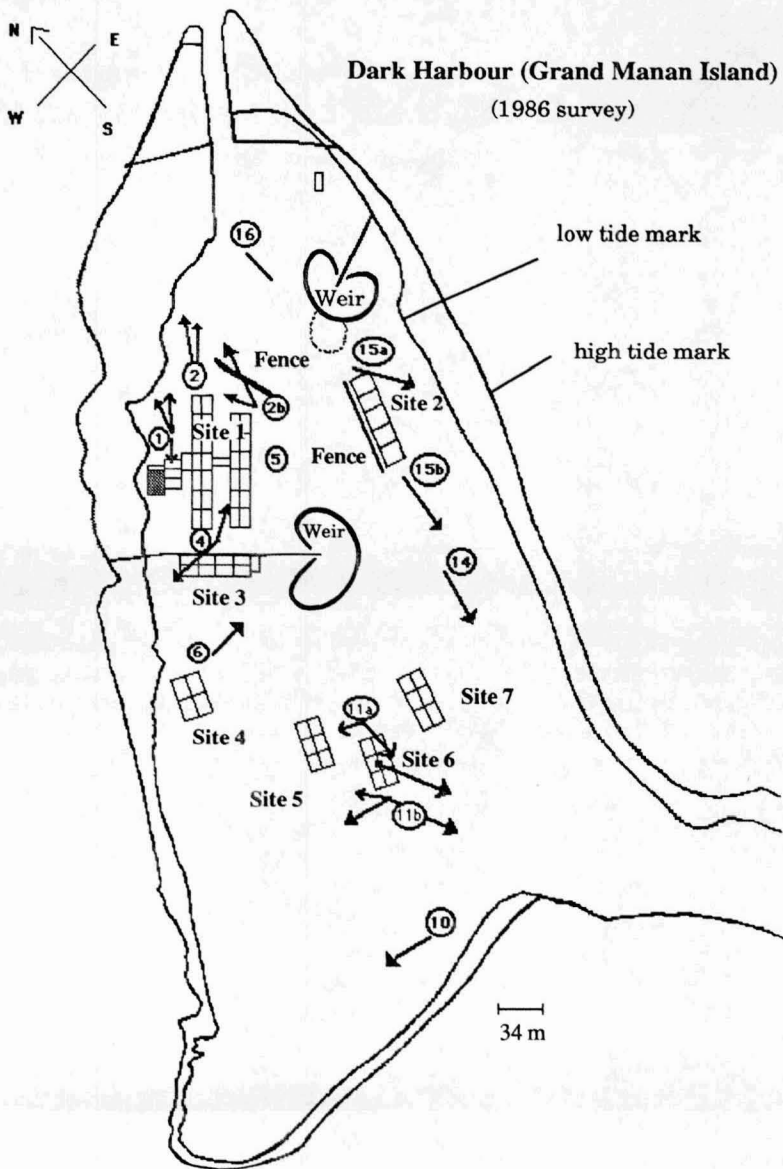 N
E
W
S
Dark Harbour (Grand Manan Island)
(1986 survey)
low tide mark
high tide mark
16
Weir
2
Fence
15a
2b
Site 2
1
Site 1
5
Fence
15b
4
Weir
14
Site 3
6
Site 7
11a
Site 4
Site 6
Site 5
11b
10
34 m